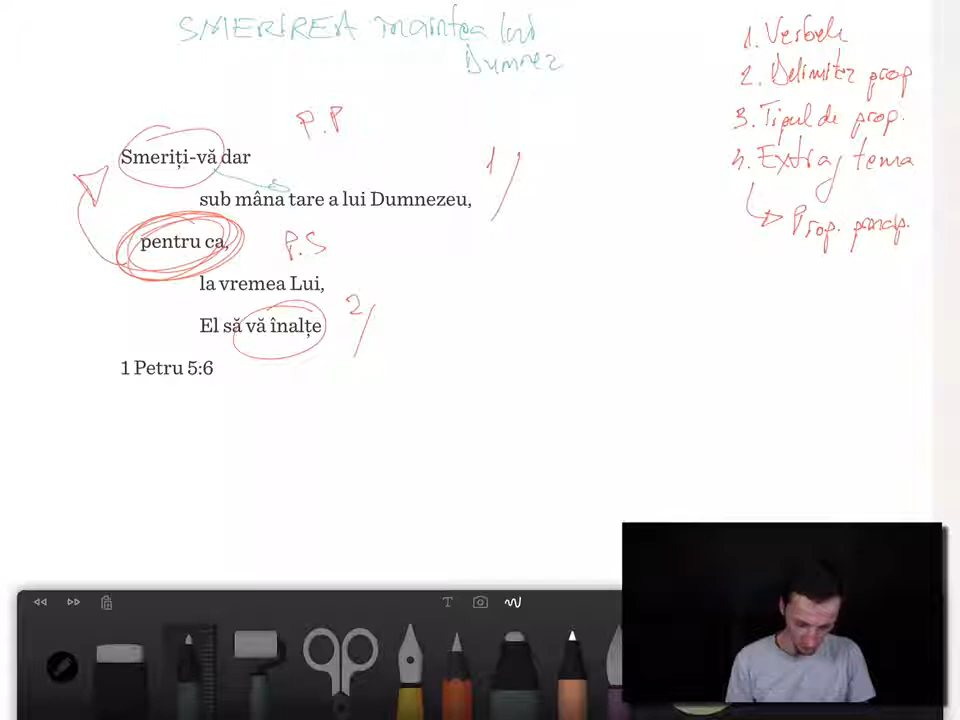 SMERIREA inaintea lui
Dumnez
P.P
Smeriți-vă dar
sub mâna tare a lui Dumnezeu,
1/
pentru ca,
P.S
la vremea Lui,
El să vă înalțe
2/
1 Petru 5:6
1. Verbele
2. Delimitez prop
3. Tipul de prop.
4. Extrag tema
Prop. princip.
T